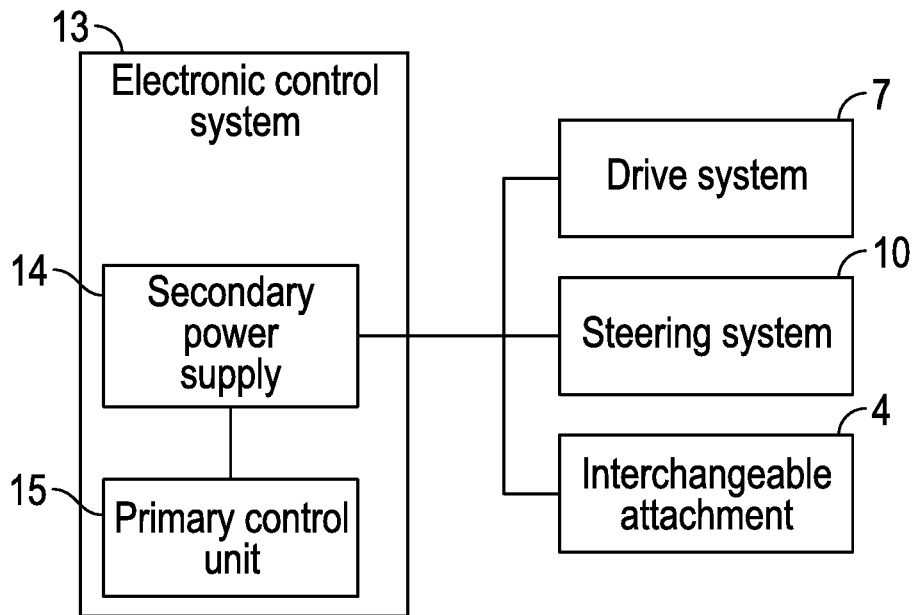 13
Electronic control
system
14
Secondary
power
supply
15
Primary control
unit
7
Drive system
10
Steering system
4
Interchangeable
attachment